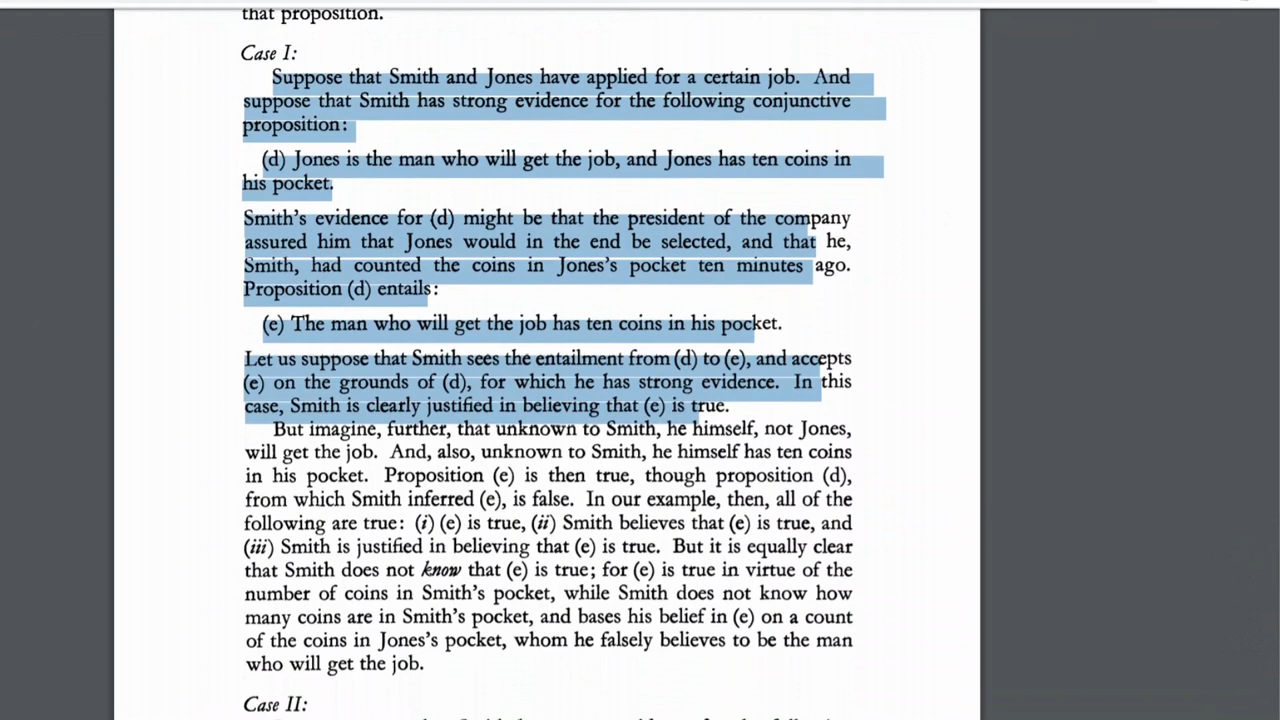 that proposition.
Case I:
Suppose that Smith and Jones have applied for a certain job. And
suppose that Smith has strong evidence for the following conjunctive
proposition:
(d) Jones is the man who will get the job, and Jones has ten coins in
his pocket.
Smith's evidence for (d) might be that the president of the company
assured him that Jones would in the end be selected, and that he,
Smith, had counted the coins in Jones's pocket ten minutes ago.
Proposition (d) entails:
(e) The man who will get the job has ten coins in his pocket.
Let us suppose that Smith sees the entailment from (d) to (e), and accepts
(e) on the grounds of (d), for which he has strong evidence. In this
case, Smith is clearly justified in believing that (e) is true.
But imagine, further, that unknown to Smith, he himself, not Jones,
will get the job. And, also, unknown to Smith, he himself has ten coins
in his pocket. Proposition (e) is then true, though proposition (d),
from which Smith inferred (e), is false. In our example, then, all of the
following are true: (i) (e) is true, (ii) Smith believes that (e) is true, and
(iii) Smith is justified in believing that (e) is true. But it is equally clear
that Smith does not know that (e) is true; for (e) is true in virtue of the
number of coins in Smith's pocket, while Smith does not know how
many coins are in Smith's pocket, and bases his belief in (e) on a count
of the coins in Jones's pocket, whom he falsely believes to be the man
who will get the job.
Case II: